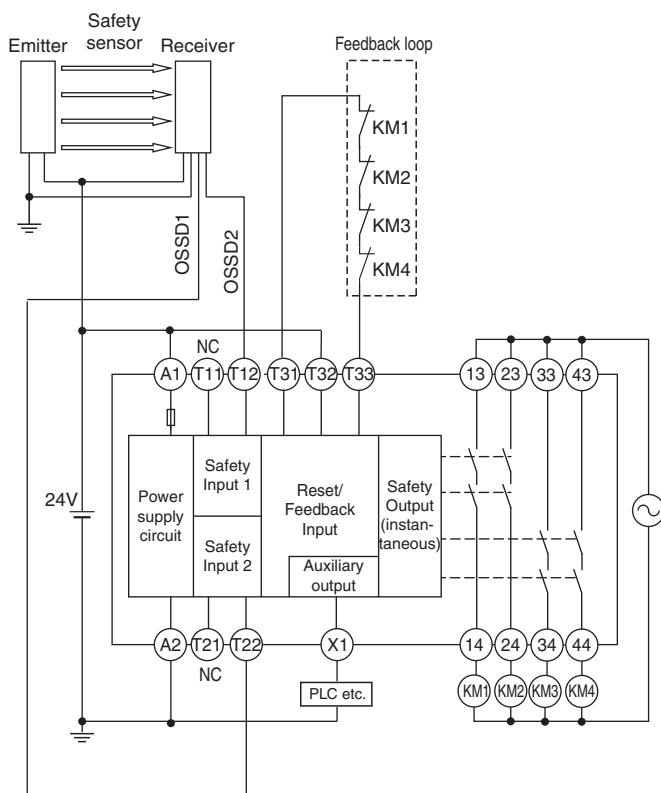 Safety
sensor
Emitter
Receiver
Feedback loop
KM1
KM2
KM3
KM4
OSSD1
OSSD2
NC
A1
T11
T12
T31
T32
T33
13
23
33
43
24V
Power
supply
circuit
Safety
Input 1
Safety
Input 2
Reset/
Feedback
Input
Auxiliary
output
Safety
Output
(instan-
taneous)
A2
T21
T22
X1
14
24
34
44
NC
PLC etc.
KM1
KM2
KM3
KM4